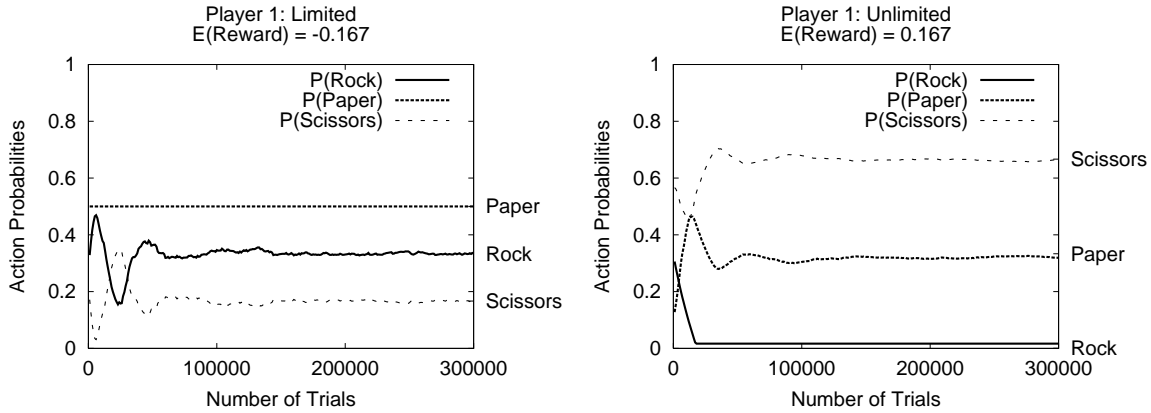 Player 1: Limited
E(Reward) = -0.167
1
0.8
0.6
0.4
0.2
0
Action Probabilities
P(Rock)
P(Paper)
P(Scissors)
Paper
Rock
Scissors
0 100000 200000 300000
Number of Trials
Player 1: Unlimited
E(Reward) = 0.167
1
0.8
0.6
0.4
0.2
0
Action Probabilities
P(Rock)
P(Paper)
P(Scissors)
Scissors
Paper
Rock
0 100000 200000 300000
Number of Trials